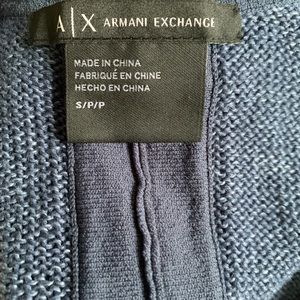 A|X ARMANI EXCHANGE
MADE IN CHINA
FABRIQUÉ EN CHINE
HECHO EN CHINA
S/P/P